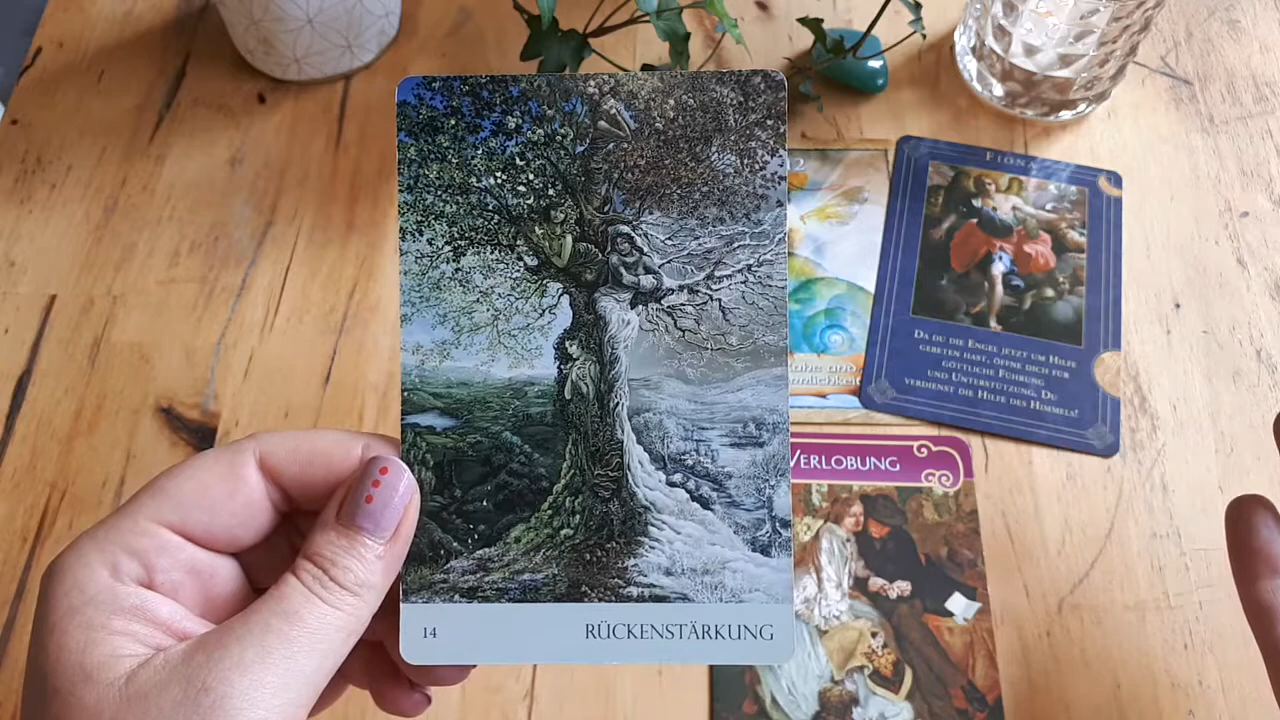 14
RÜCKENSTÄRKUNG
FIONA
DA DU DIE ENGEL JETZT UM HILFE
GEBETEN HAST, ÖFFNE DICH FÜR
GÖTTLICHE FÜHRUNG
UND UNTERSTÜTZUNG. DU
VERDIENST DIE HILFE DES HIMMELS!
VERLOBUNG
und